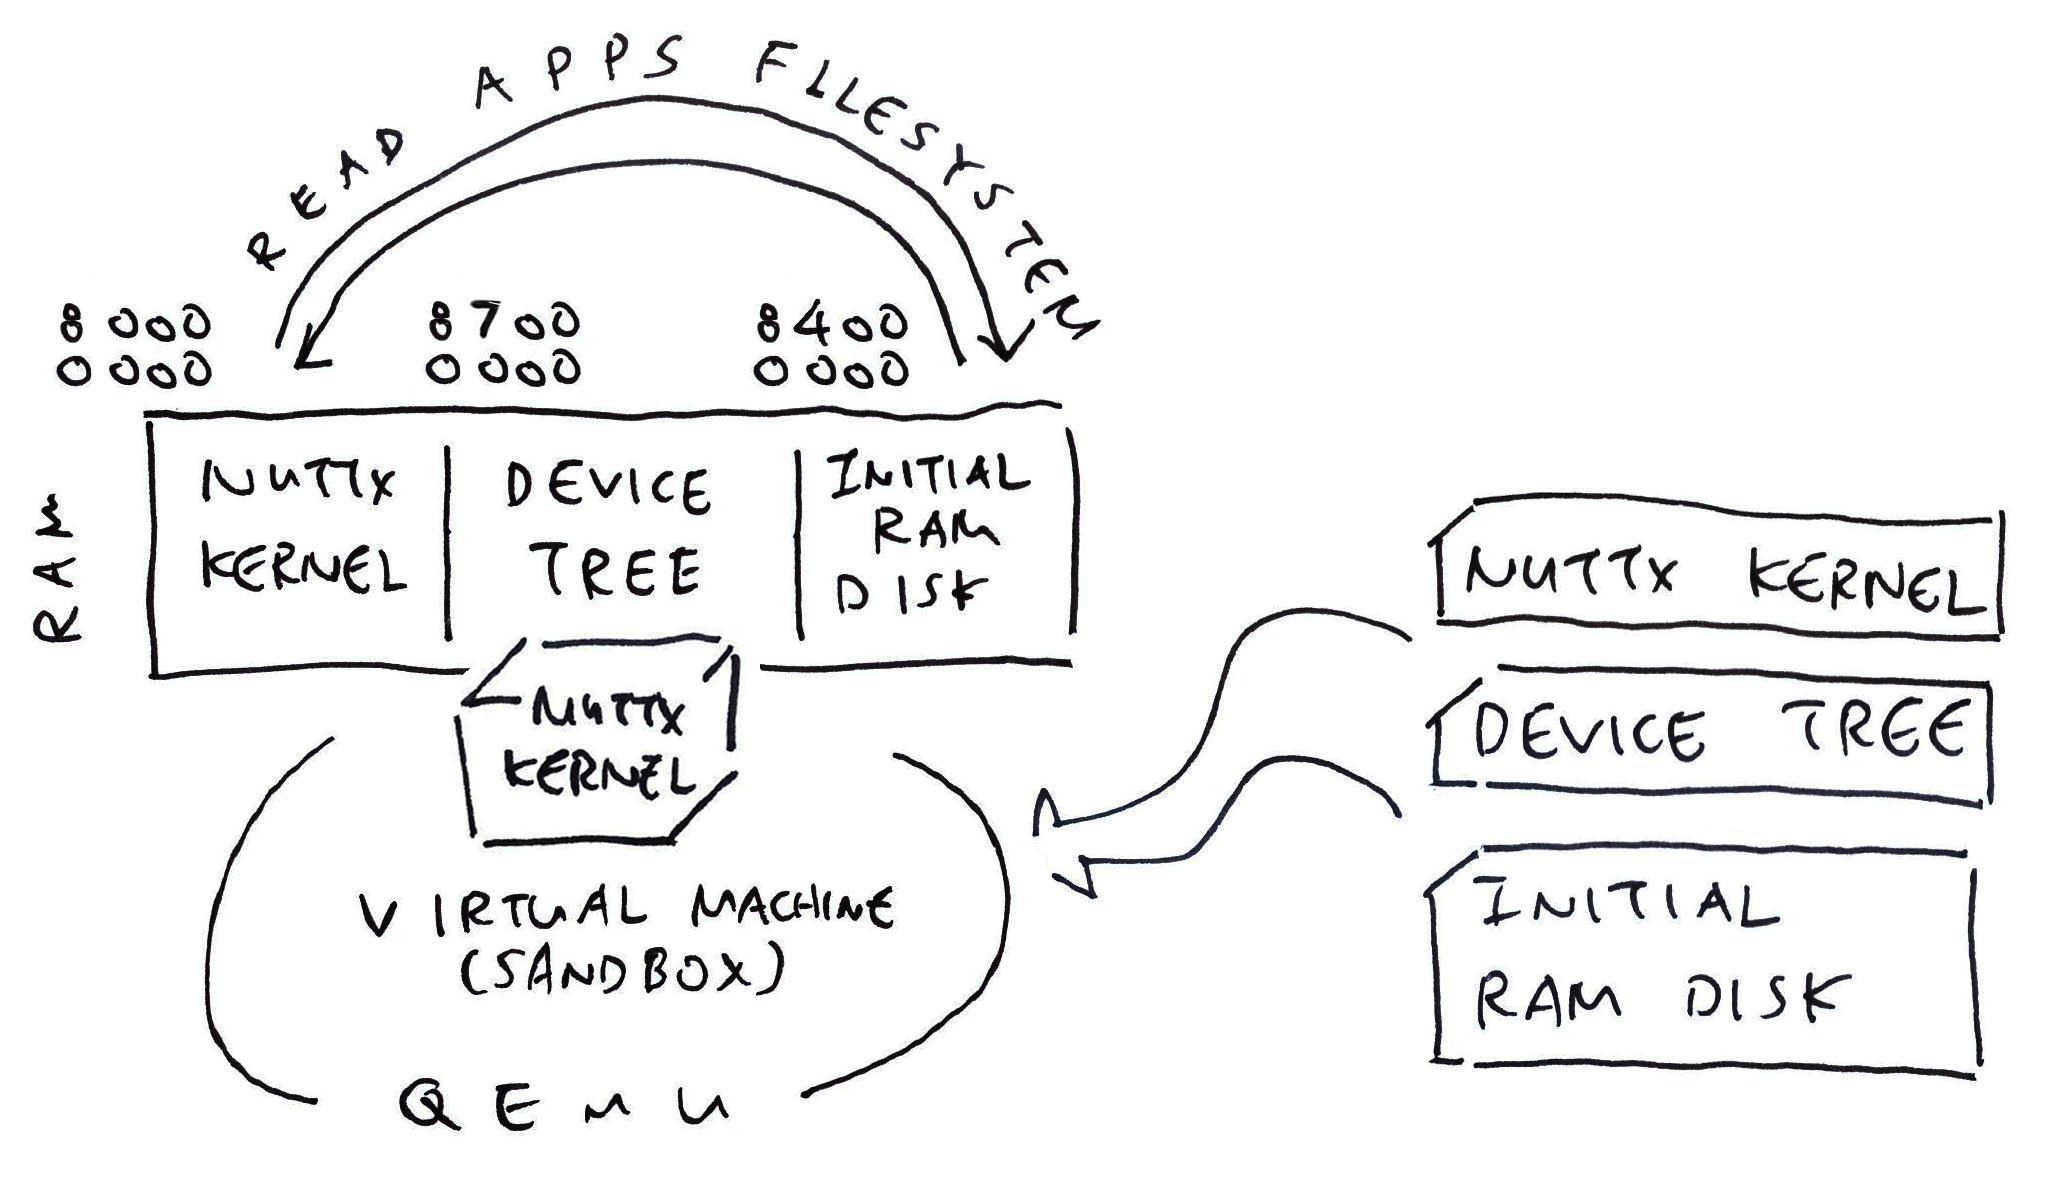 READ APPS FILESYSTEM
8000
0000
8700
0000
8400
0000
RAM
NUTTX
KERNEL
DEVICE
TREE
INITIAL
RAM
DISK
NUTTX
KERNEL
VIRTUAL MACHINE
(SANDBOX)
QEMU
NUTTX KERNEL
DEVICE TREE
INITIAL
RAM DISK